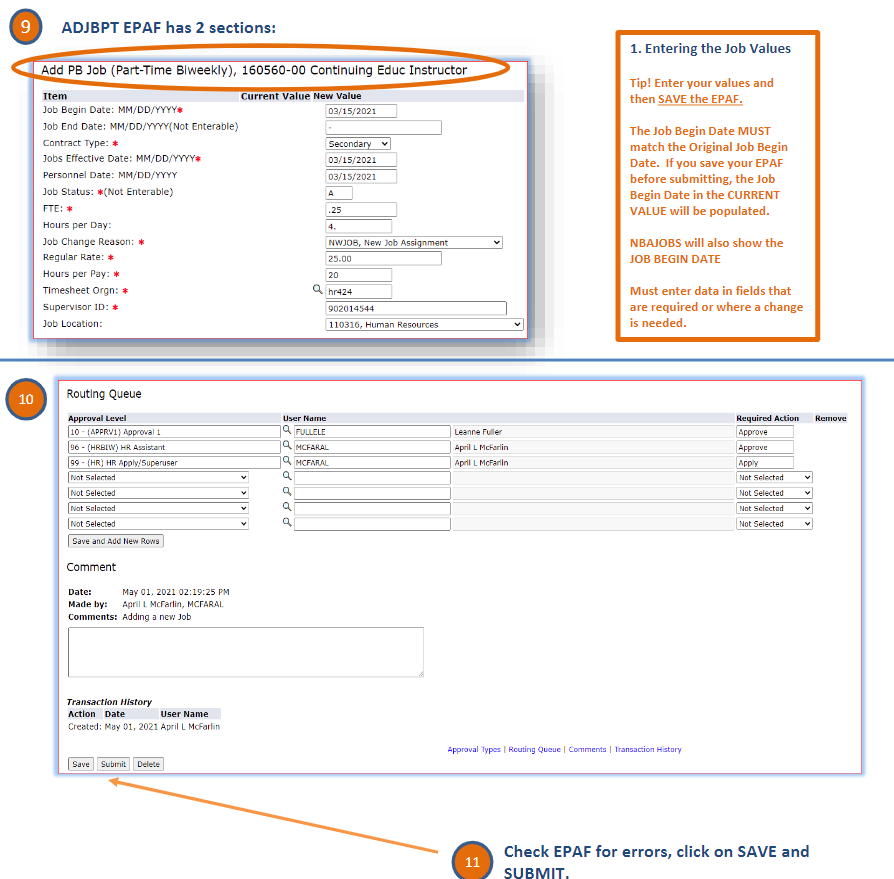 9
ADJBPT EPAF has 2 sections:
Add PB Job (Part-Time Biweekly), 160560-00 Continuing Educ Instructor
Item Current Value New Value
Job Begin Date: MM/DD/YYYY* 03/15/2021
Job End Date: MM/DD/YYYY(Not Enterable) -
Contract Type: * Secondary
Jobs Effective Date: MM/DD/YYYY* 03/15/2021
Personnel Date: MM/DD/YYYY 03/15/2021
Job Status: *(Not Enterable) A
FTE: * .25
Hours per Day: 4.
Job Change Reason: * NWJOB, New Job Assignment
Regular Rate: * 25.00
Hours per Pay: * 20
Timesheet Orgn: * hr424
Supervisor ID: * 902014544
Job Location: 110316, Human Resources
1. Entering the Job Values
Tip! Enter your values and
then SAVE the EPAF.
The Job Begin Date MUST
match the Original Job Begin
Date. If you save your EPAF
before submitting, the Job
Begin Date in the CURRENT
VALUE will be populated.
NBAJOBS will also show the
JOB BEGIN DATE
Must enter data in fields that
are required or where a change
is needed.
10
Routing Queue
Approval Level User Name Required Action Remove
10 - (APPRV1) Approval 1 FULLELE Leanne Fuller Approve
96 - (HRBIW) HR Assistant MCFARAL April L McFarlin Approve
99 - (HR) HR Apply/Superuser MCFARAL April L McFarlin Apply
Not Selected Not Selected
Not Selected Not Selected
Not Selected Not Selected
Not Selected Not Selected
Save and Add New Rows
Comment
Date: May 01, 2021 02:19:25 PM
Made by: April L McFarlin, MCFARAL
Comments: Adding a new Job
Transaction History
Action Date User Name
Created: May 01, 2021 April L McFarlin
Approval Types | Routing Queue | Comments | Transaction History
Save Submit Delete
11
Check EPAF for errors, click on SAVE and
SUBMIT.